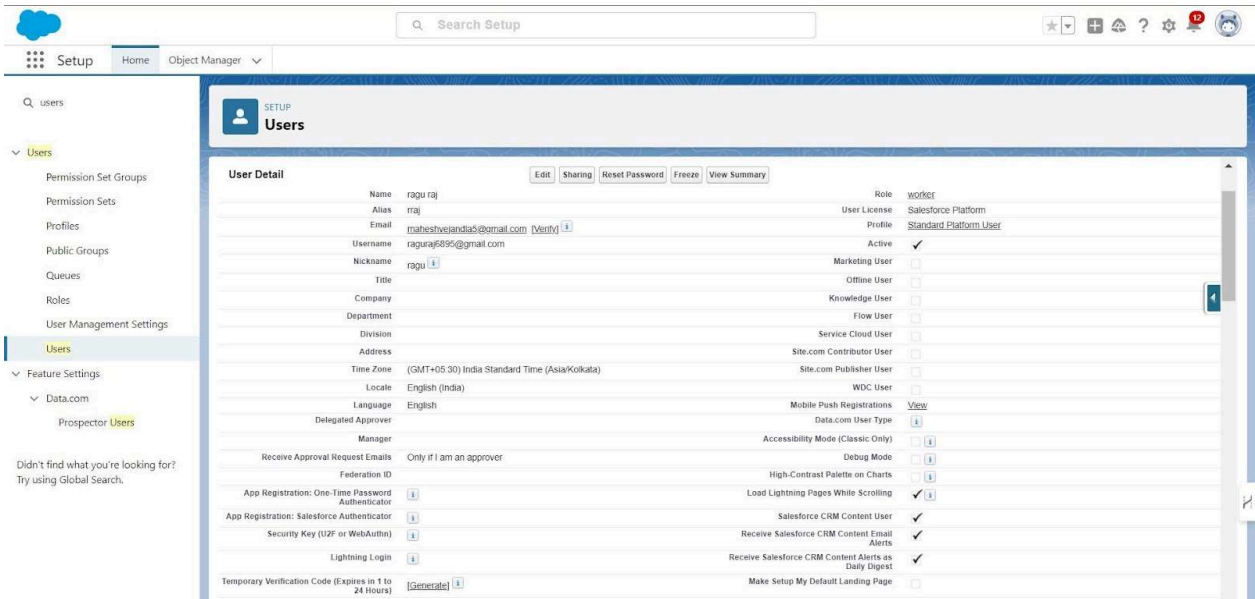 Search Setup
12
Setup
Home
Object Manager
users
SETUP
Users
Users
Permission Set Groups
Permission Sets
Profiles
Public Groups
Queues
Roles
User Management Settings
Users
Feature Settings
Data.com
Prospector Users
Didn't find what you're looking for?
Try using Global Search.
User Detail
Edit Sharing Reset Password Freeze View Summary
Name ragu raj Role worker
Alias rraj User License Salesforce Platform
Email maheshvejandla5@gmail.com [Verify] i Profile Standard Platform User
Username raguraj6895@gmail.com Active ✓
Nickname ragu i Marketing User
Title Offline User
Company Knowledge User
Department Flow User
Division Service Cloud User
Address Site.com Contributor User
Time Zone (GMT+05:30) India Standard Time (Asia/Kolkata) Site.com Publisher User
Locale English (India) WDC User
Language English Mobile Push Registrations View
Delegated Approver Data.com User Type i
Manager Accessibility Mode (Classic Only) i
Receive Approval Request Emails Only if I am an approver Debug Mode i
Federation ID High-Contrast Palette on Charts i
App Registration: One-Time Password Authenticator i Load Lightning Pages While Scrolling ✓ i
App Registration: Salesforce Authenticator i Salesforce CRM Content User ✓
Security Key (U2F or WebAuthn) i Receive Salesforce CRM Content Email Alerts ✓
Lightning Login i Receive Salesforce CRM Content Alerts as Daily Digest ✓
Temporary Verification Code (Expires in 1 to 24 Hours) [Generate] i Make Setup My Default Landing Page